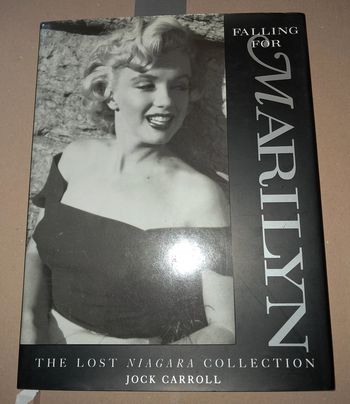 FALLING
FOR
MARILYN
THE LOST NIAGARA COLLECTION
JOCK CARROLL